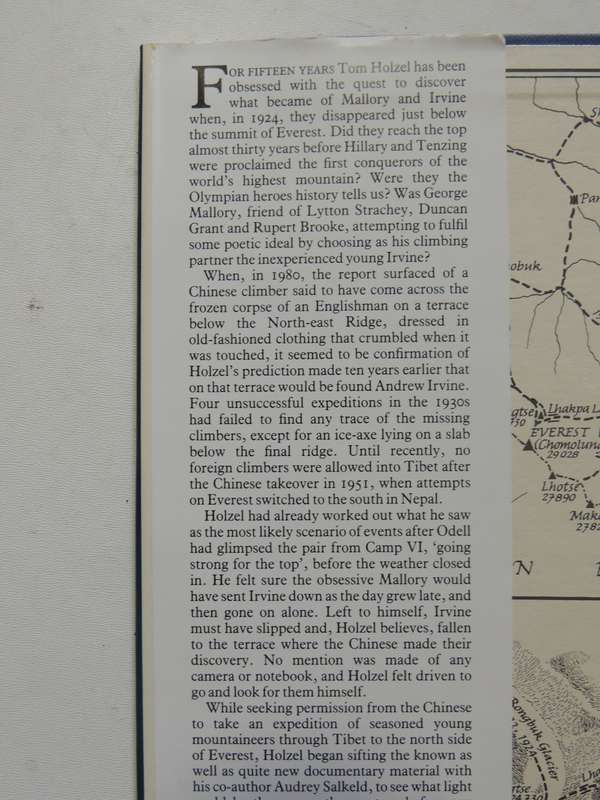 FOR FIFTEEN YEARS Tom Holzel has been
obsessed with the quest to discover
what became of Mallory and Irvine
when, in 1924, they disappeared just below
the summit of Everest. Did they reach the top
almost thirty years before Hillary and Tenzing
were proclaimed the first conquerors of the
world's highest mountain? Were they the
Olympian heroes history tells us? Was George
Mallory, friend of Lytton Strachey, Duncan
Grant and Rupert Brooke, attempting to fulfil
some poetic ideal by choosing as his climbing
partner the inexperienced young Irvine?
When, in 1980, the report surfaced of a
Chinese climber said to have come across the
frozen corpse of an Englishman on a terrace
below the North-east Ridge, dressed in
old-fashioned clothing that crumbled when it
was touched, it seemed to be confirmation of
Holzel's prediction made ten years earlier that
on that terrace would be found Andrew Irvine.
Four unsuccessful expeditions in the 1930s
had failed to find any trace of the missing
climbers, except for an ice-axe lying on a slab
below the final ridge. Until recently, no
foreign climbers were allowed into Tibet after
the Chinese takeover in 1951, when attempts
on Everest switched to the south in Nepal.
Holzel had already worked out what he saw
as the most likely scenario of events after Odell
had glimpsed the pair from Camp VI, 'going
strong for the top', before the weather closed
in. He felt sure the obsessive Mallory would
have sent Irvine down as the day grew late, and
then gone on alone. Left to himself, Irvine
must have slipped and, Holzel believes, fallen
to the terrace where the Chinese made their
discovery. No mention was made of any
camera or notebook, and Holzel felt driven to
go and look for them himself.
While seeking permission from the Chinese
to take an expedition of seasoned young
mountaineers through Tibet to the north side
of Everest, Holzel began sifting the known as
well as quite new documentary material with
his co-author Audrey Salkeld, to see what light
Par
obuk
Lhakpa L
EVEREST
(Chomolun
29028
Lhotse
27890
Maka
2782
N
Rongbuk Glacier
1924